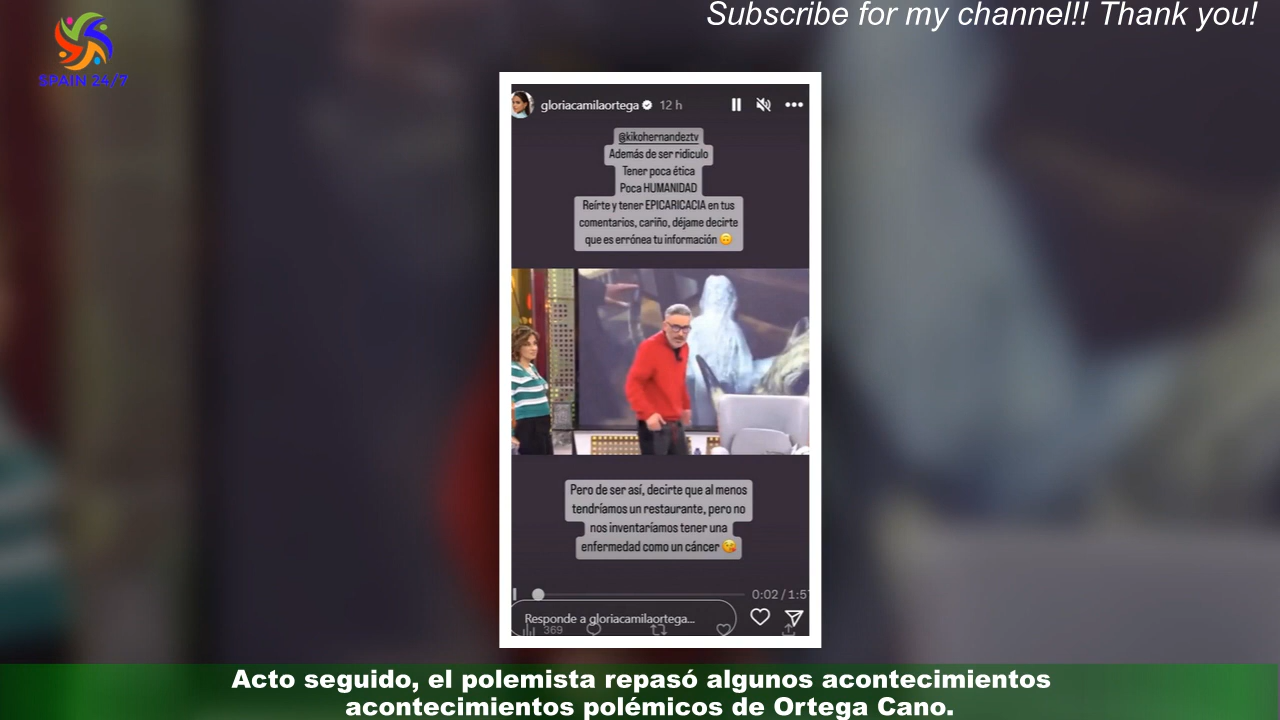 Subscribe for my channel!! Thank you!
SPAIN 24/7
gloriacamilaortega 12 h
@kikohernandeztv
Además de ser ridículo
Tener poca ética
Poca HUMANIDAD
Reírte y tener EPICARICACIA en tus
comentarios, cariño, déjame decirte
que es errónea tu información 🙃
Pero de ser así, decirte que al menos
tendríamos un restaurante, pero no
nos inventaríamos tener una
enfermedad como un cáncer 😘
0:02 / 1:5
Responde a gloriacamilaortega...
369
Acto seguido, el polemista repasó algunos acontecimientos
acontecimientos polémicos de Ortega Cano.